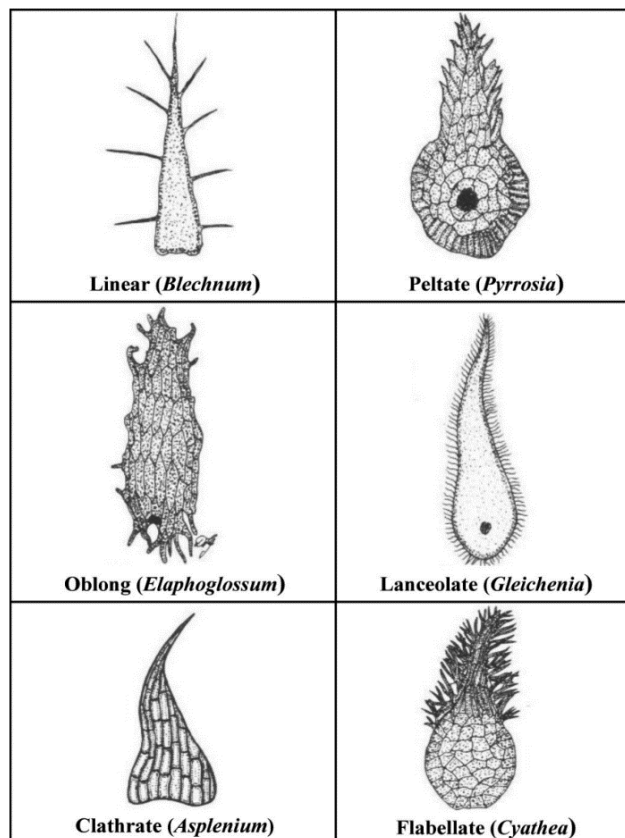 Linear (Blechnum)
Peltate (Pyrrosia)
Oblong (Elaphoglossum)
Lanceolate (Gleichenia)
Clathrate (Asplenium)
Flabellate (Cyathea)